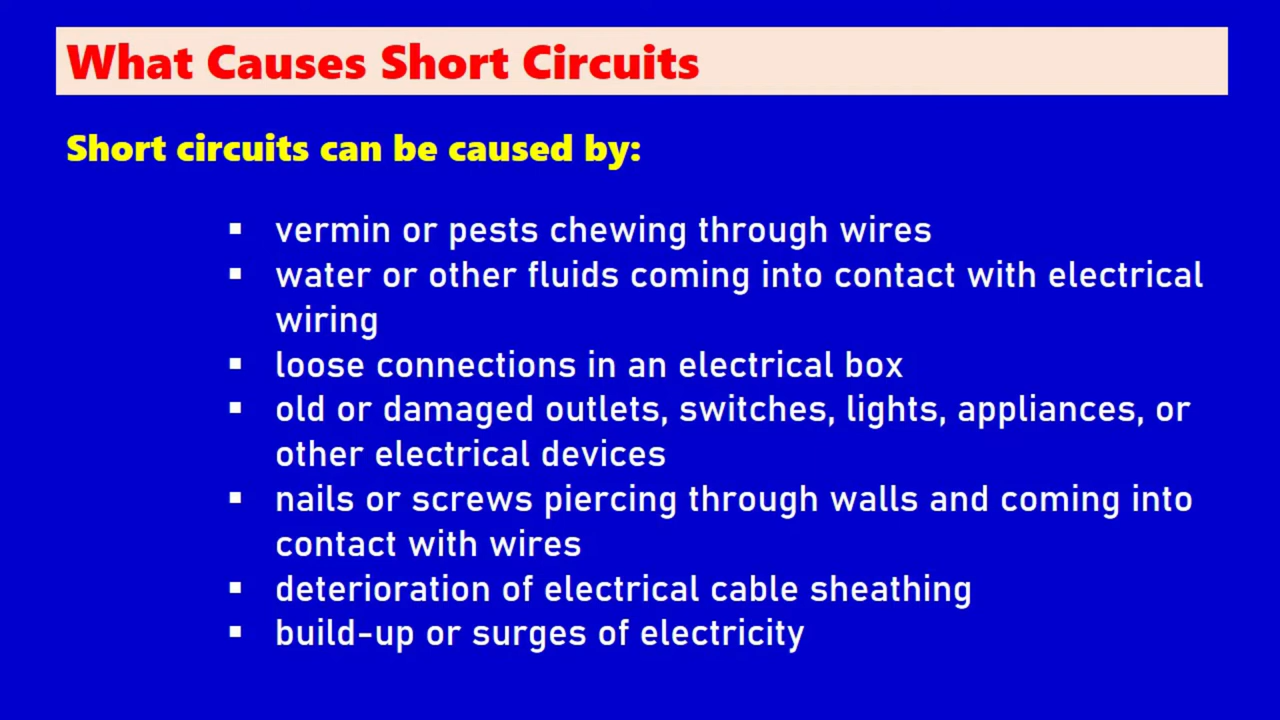 What Causes Short Circuits
Short circuits can be caused by:
▪ vermin or pests chewing through wires
▪ water or other fluids coming into contact with electrical
wiring
▪ loose connections in an electrical box
▪ old or damaged outlets, switches, lights, appliances, or
other electrical devices
▪ nails or screws piercing through walls and coming into
contact with wires
▪ deterioration of electrical cable sheathing
▪ build-up or surges of electricity